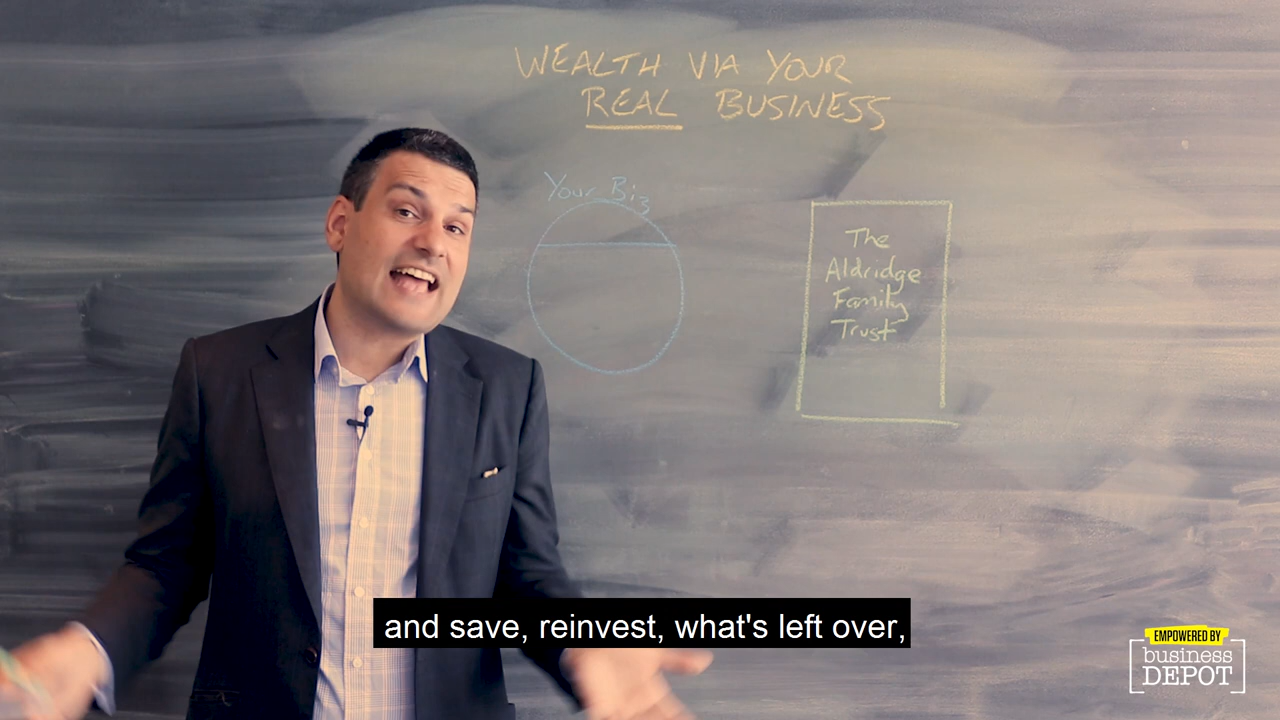 WEALTH VIA YOUR
REAL BUSINESS
Your Biz
The
Aldridge
Family
Trust
and save, reinvest, what's left over,
EMPOWERED BY
business
DEPOT